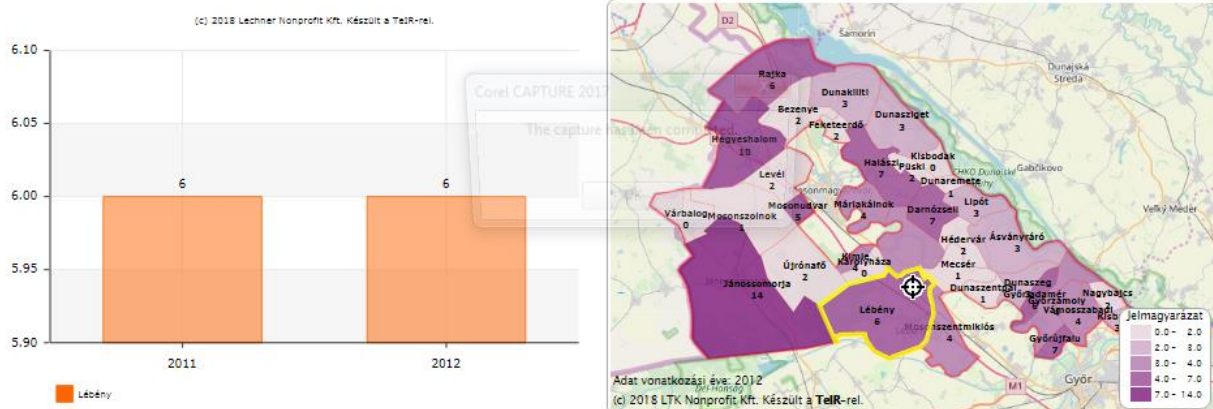 (c) 2018 Lechner Nonprofit Kft. Készült a TeIR-rel.
6.10
6.05
6.00
5.95
5.90
6
6
2011
2012
Lébény
Corel CAPTURE 2017
The capture has been completed.
D2
Šamorín
Dunajská
Streda
Rajka
6
Dunakiliti
3
Bezenye
2
Feketeerdő
2
Dunasziget
3
Hegyeshalom
10
Halászi
7
Püski
2
Kisbodak
0
Gabčíkovo
CHKO Dunajské
Levél
2
Dunaremete
1
Mosonudvar
5
Máriakálnok
4
Darnózseli
7
Lipót
3
Veľký Meder
Várbalog
0
Mosonszolnok
1
Hédervár
2
Ásványráró
3
Kimle
4
Károlyháza
0
Mecsér
1
Újrónafő
2
Jánossomorja
14
Dunaszentpál
1
Dunaszeg
Győrladamér
6
Győrzámoly
Nagybajcs
2
Vámosszabadi
4
Lébény
6
Mosonszentmiklós
4
Győrújfalu
7
Győr
M1
Jelmagyarázat
0.0 - 2.0
2.0 - 3.0
3.0 - 4.0
4.0 - 7.0
7.0 - 14.0
Adat vonatkozási éve: 2012
(c) 2018 LTK Nonprofit Kft. Készült a TeIR-rel.